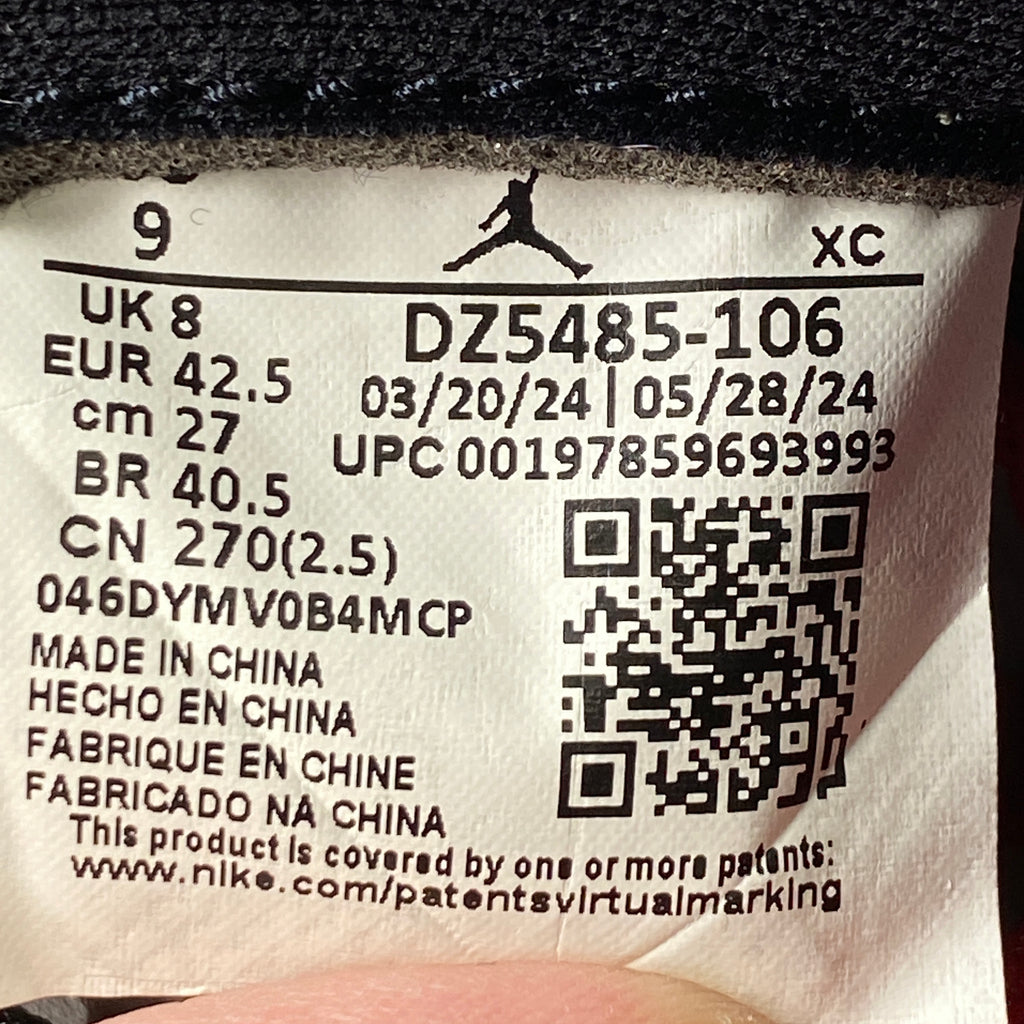 9 XC
UK 8
DZ5485-106
EUR 42.5
03/20/24 | 05/28/24
cm 27
UPC 00197859693993
BR 40.5
CN 270(2.5)
046DYMV0B4MCP
MADE IN CHINA
HECHO EN CHINA
FABRIQUE EN CHINE
FABRICADO NA CHINA
This product is covered by one or more patents:
www.nike.com/patentsvirtualmarking